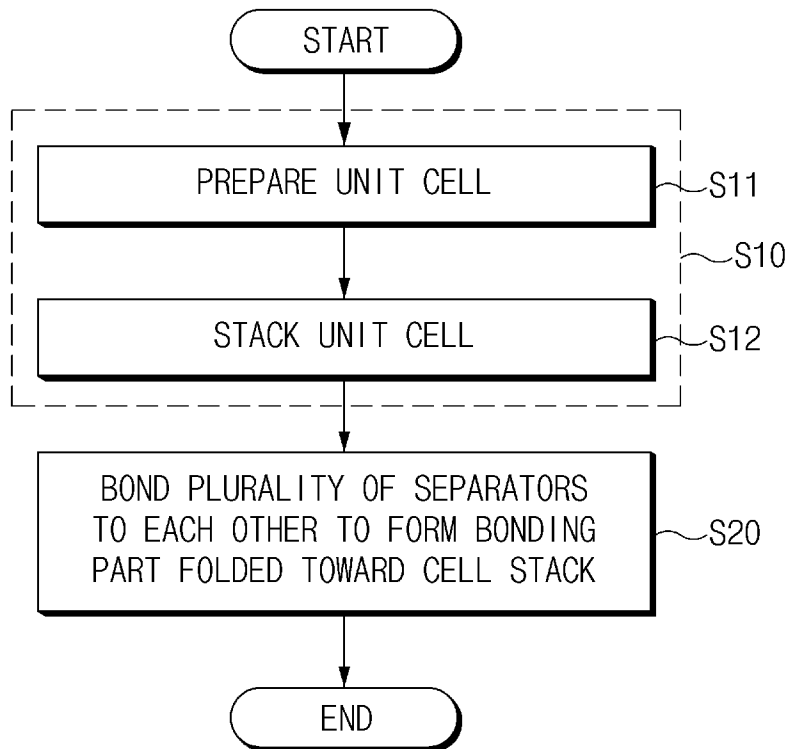 START
PREPARE UNIT CELL
S11
S10
STACK UNIT CELL
S12
BOND PLURALITY OF SEPARATORS
TO EACH OTHER TO FORM BONDING
PART FOLDED TOWARD CELL STACK
S20
END